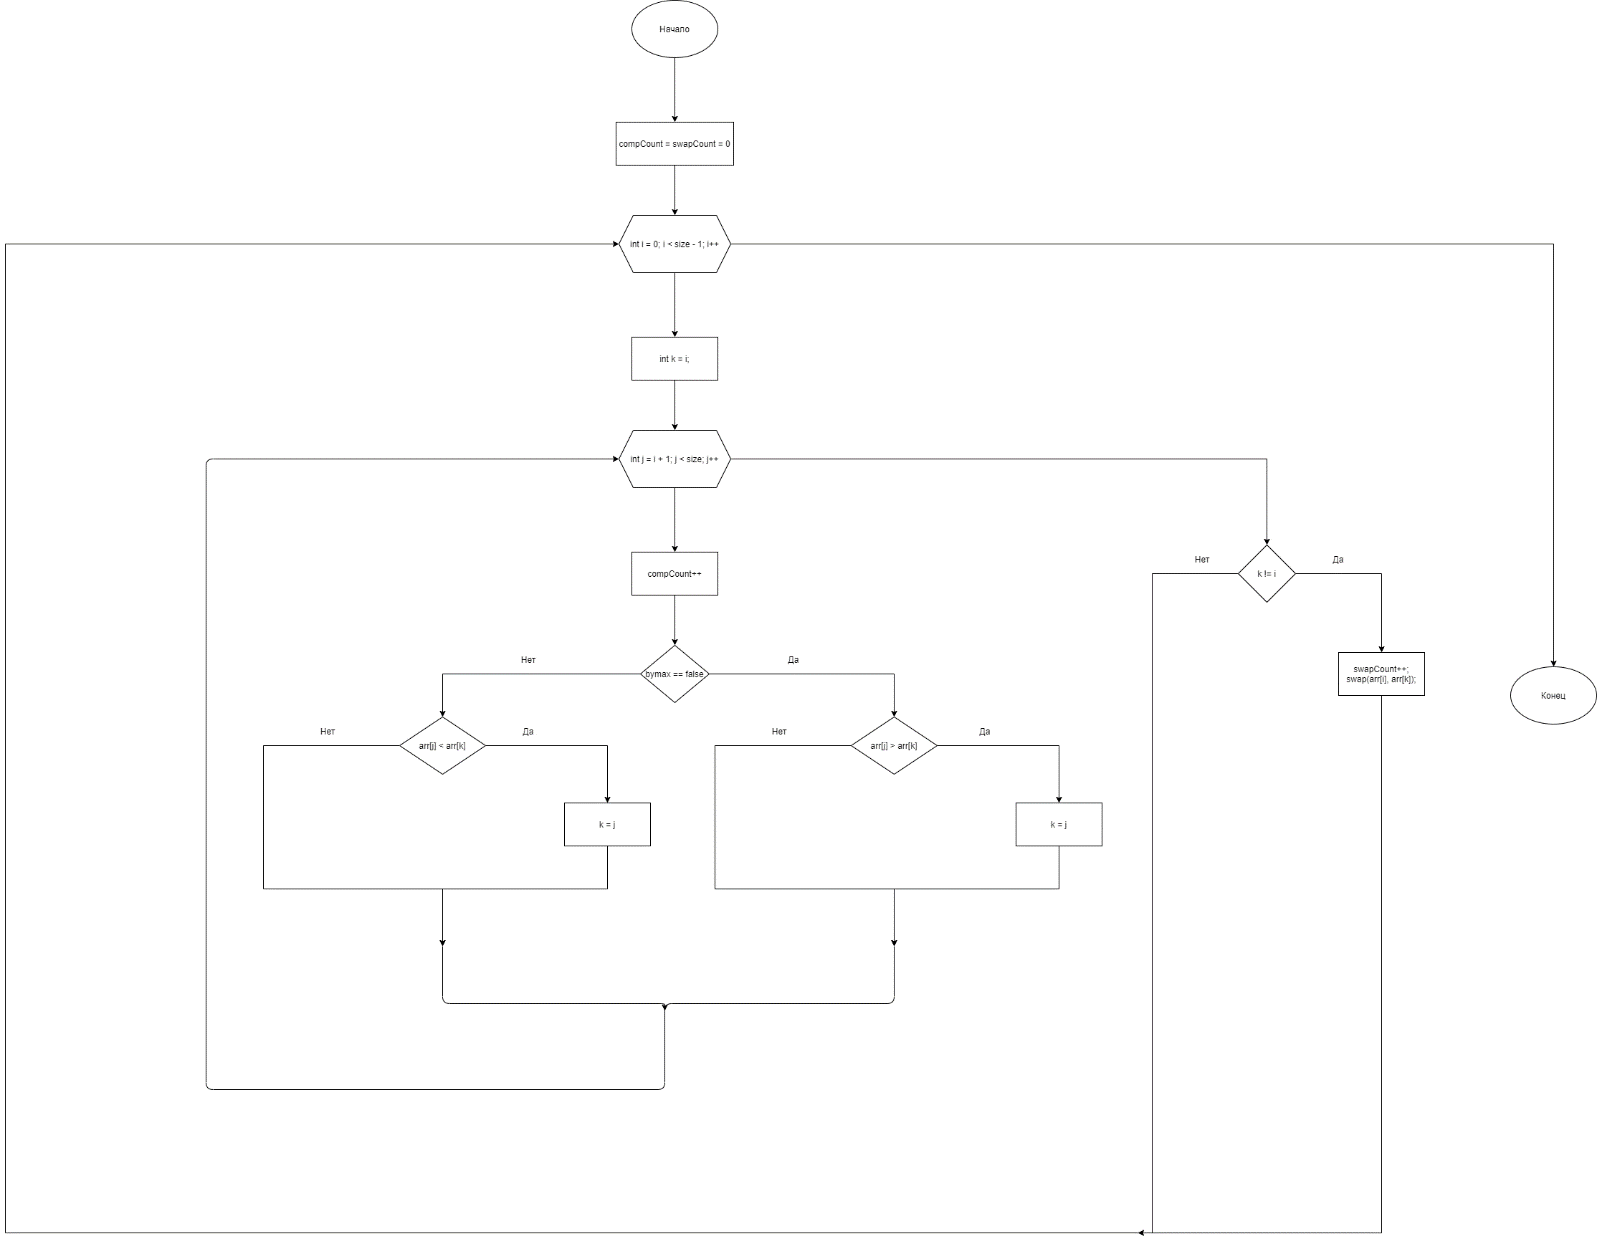 Начало
compCount = swapCount = 0
int i = 0; i < size - 1; i++
int k = i;
int j = i + 1; j < size; j++
compCount++
Нет
Да
k != i
bymax == false
Нет
Да
swapCount++;
swap(arr[i], arr[k]);
Конец
Нет
Да
arr[j] < arr[k]
Нет
Да
arr[j] > arr[k]
k = j
k = j